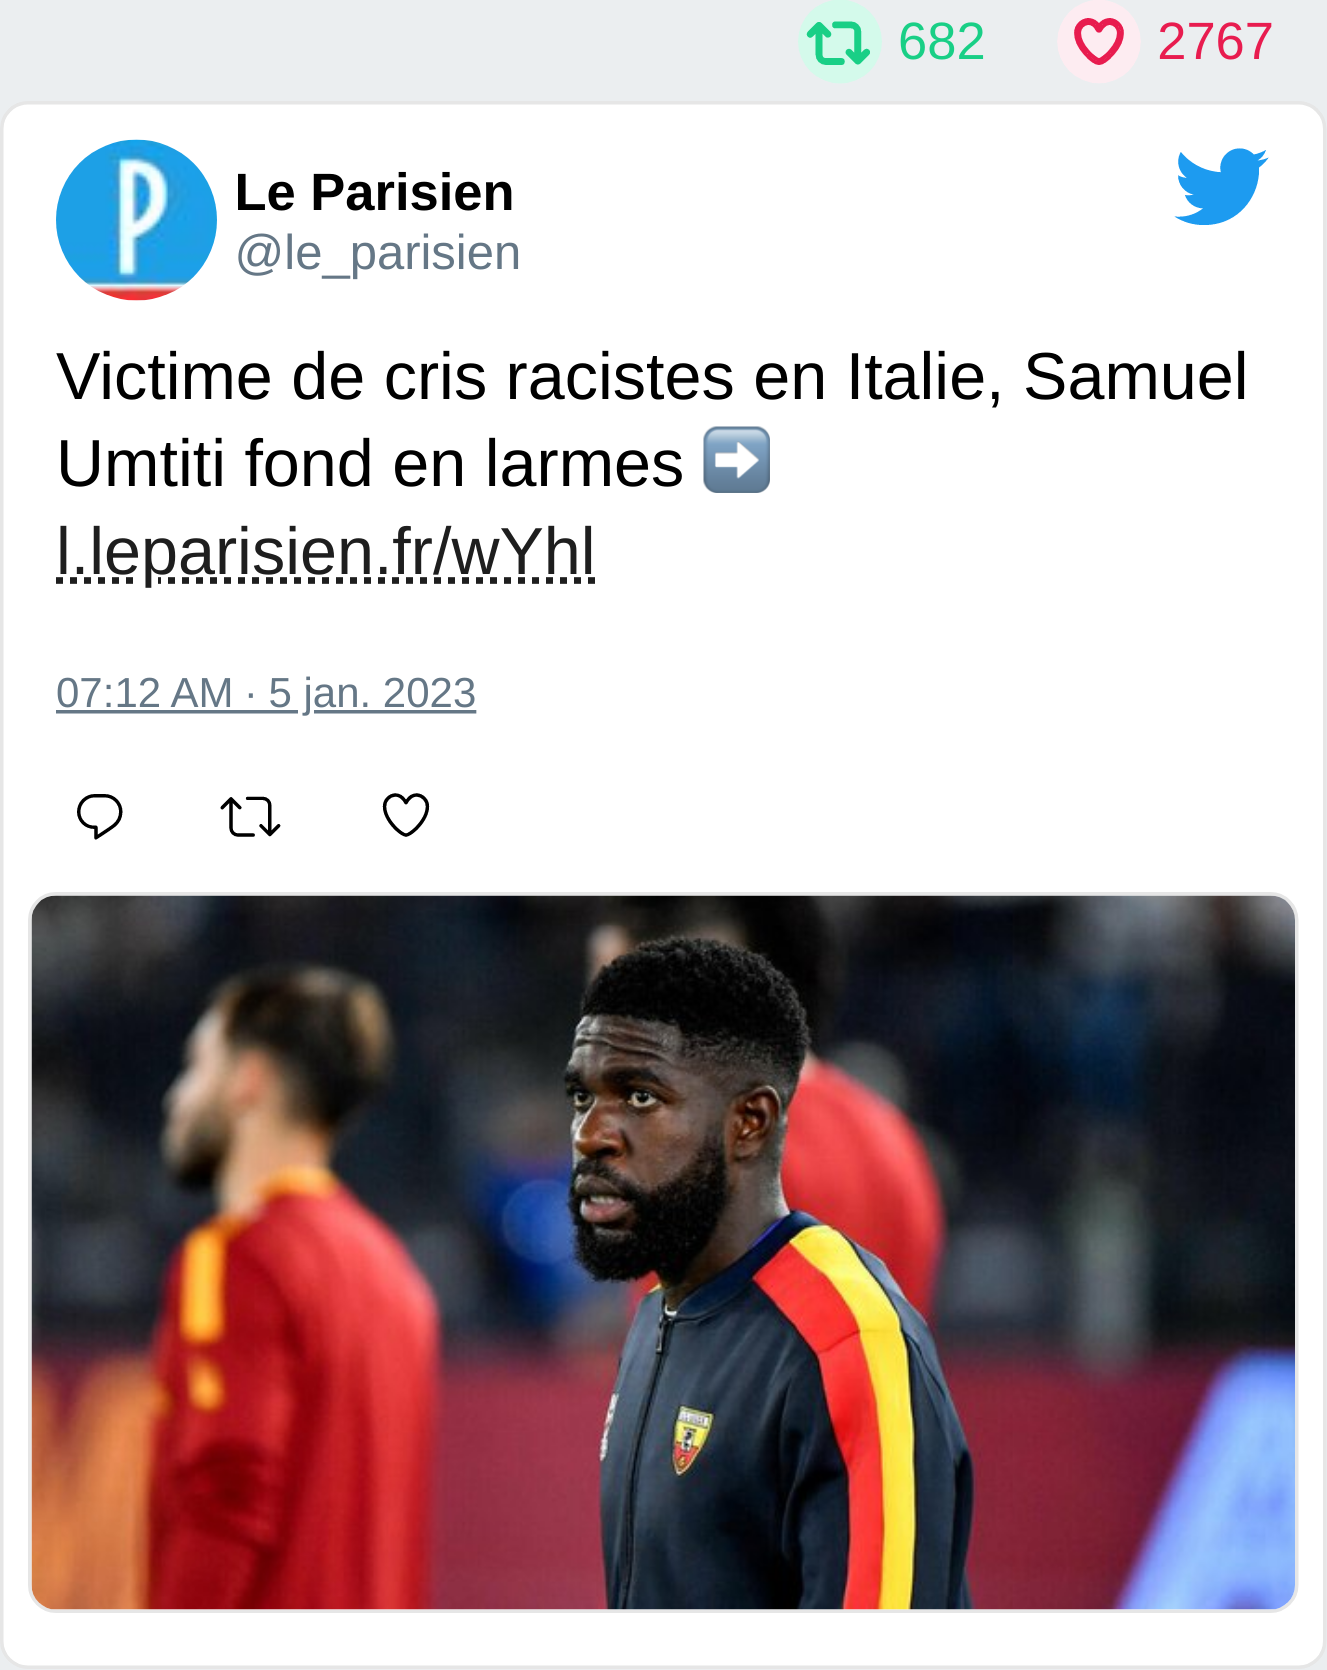 682 2767
Le Parisien
@le_parisien
Victime de cris racistes en Italie, Samuel
Umtiti fond en larmes ➡️
l.leparisien.fr/wYhl
07:12 AM · 5 jan. 2023